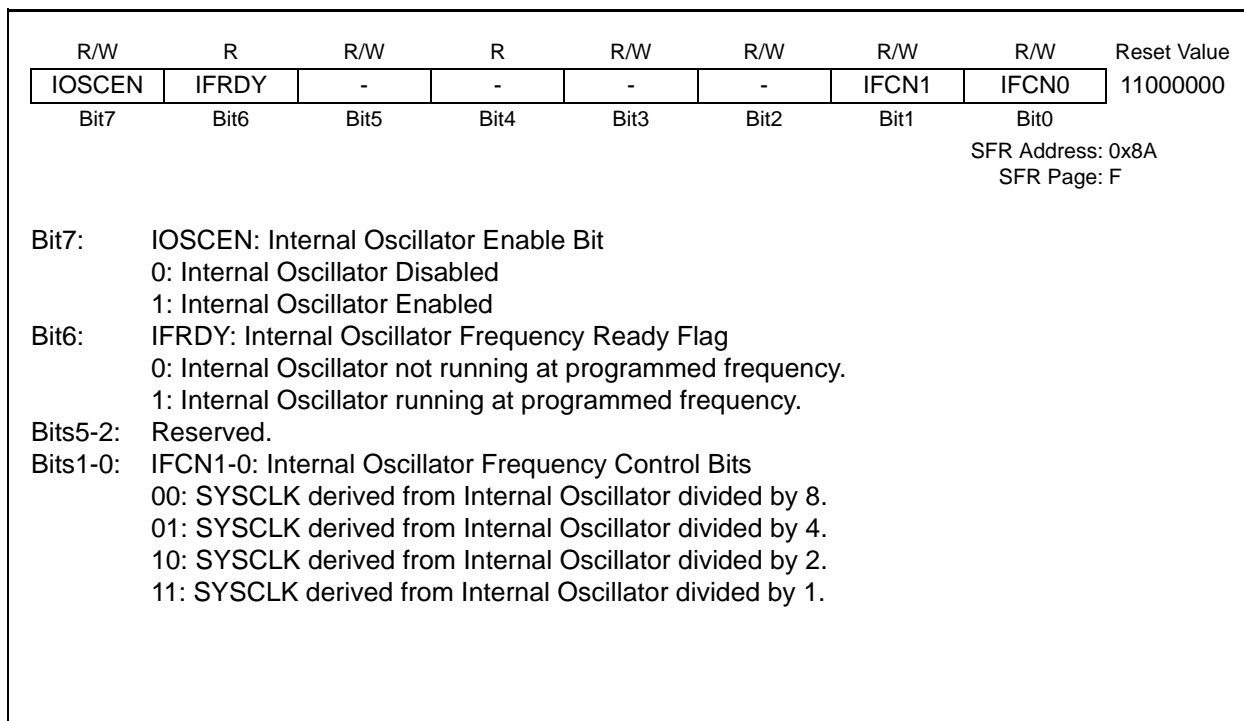 R/W R R/W R R/W R/W R/W R/W Reset Value
IOSCEN IFRDY - - - - IFCN1 IFCN0 11000000
Bit7 Bit6 Bit5 Bit4 Bit3 Bit2 Bit1 Bit0
SFR Address: 0x8A
SFR Page: F
Bit7: IOSCEN: Internal Oscillator Enable Bit
0: Internal Oscillator Disabled
1: Internal Oscillator Enabled
Bit6: IFRDY: Internal Oscillator Frequency Ready Flag
0: Internal Oscillator not running at programmed frequency.
1: Internal Oscillator running at programmed frequency.
Bits5-2: Reserved.
Bits1-0: IFCN1-0: Internal Oscillator Frequency Control Bits
00: SYSCLK derived from Internal Oscillator divided by 8.
01: SYSCLK derived from Internal Oscillator divided by 4.
10: SYSCLK derived from Internal Oscillator divided by 2.
11: SYSCLK derived from Internal Oscillator divided by 1.